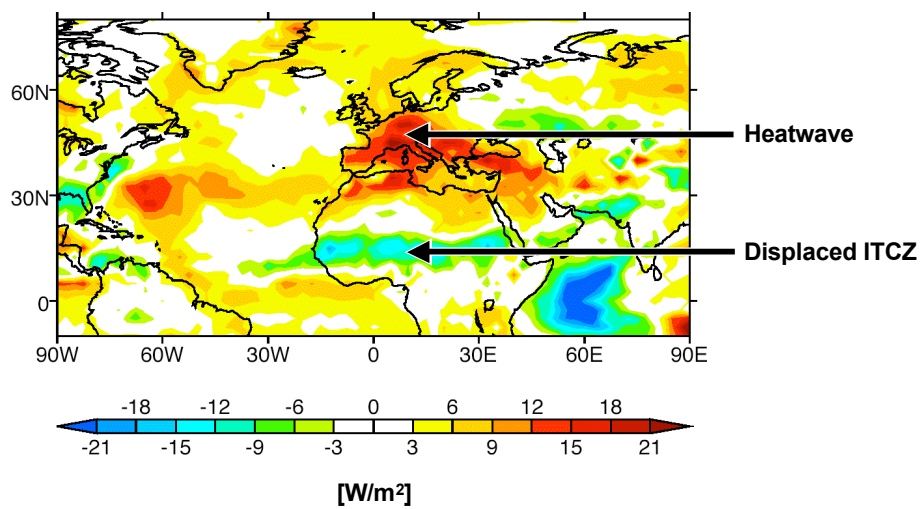 60N
Heatwave
30N
Displaced ITCZ
0
90W 60W 30W 0 30E 60E 90E
-18 -12 -6 0 6 12 18
-21 -15 -9 -3 3 9 15 21
[W/m²]